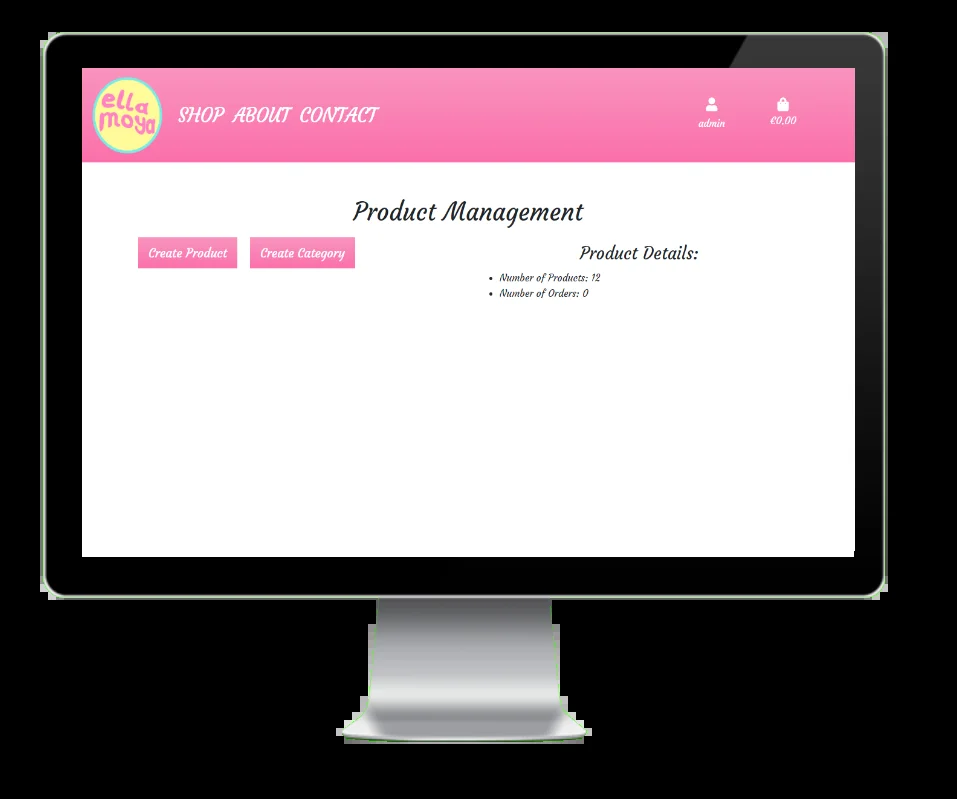 ella
moya
SHOP ABOUT CONTACT
admin
€0.00
Product Management
Create Product
Create Category
Product Details:
Number of Products: 12
Number of Orders: 0